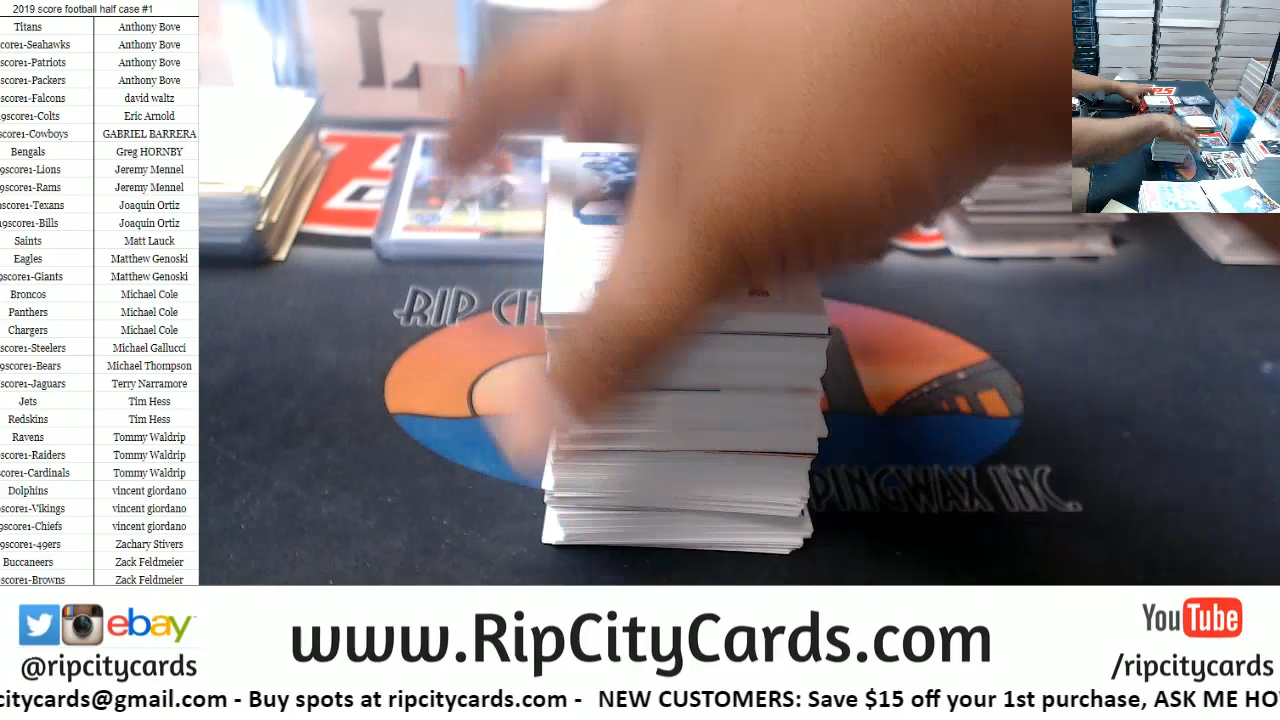 2019 score football half case #1
Titans Anthony Bove
core1-Seahawks Anthony Bove
score1-Patriots Anthony Bove
score1-Packers Anthony Bove
score1-Falcons david waltz
9score1-Colts Eric Arnold
score1-Cowboys GABRIEL BARRERA
Bengals Greg HORNBY
9score1-Lions Jeremy Mennel
9score1-Rams Jeremy Mennel
score1-Texans Joaquin Ortiz
19score1-Bills Joaquin Ortiz
Saints Matt Lauck
Eagles Matthew Genoski
9score1-Giants Matthew Genoski
Broncos Michael Cole
Panthers Michael Cole
Chargers Michael Cole
score1-Steelers Michael Gallucci
9score1-Bears Michael Thompson
score1-Jaguars Terry Narramore
Jets Tim Hess
Redskins Tim Hess
Ravens Tommy Waldrip
score1-Raiders Tommy Waldrip
core1-Cardinals Tommy Waldrip
Dolphins vincent giordano
9score1-Vikings vincent giordano
9score1-Chiefs vincent giordano
9score1-49ers Zachary Stivers
Buccaneers Zack Feldmeier
score1-Browns Zack Feldmeier
RIP CIT
PINGWAX INC.
ebay
@ripcitycards
www.RipCityCards.com
YouTube
/ripcitycards
citycards@gmail.com - Buy spots at ripcitycards.com - NEW CUSTOMERS: Save $15 off your 1st purchase, ASK ME HO